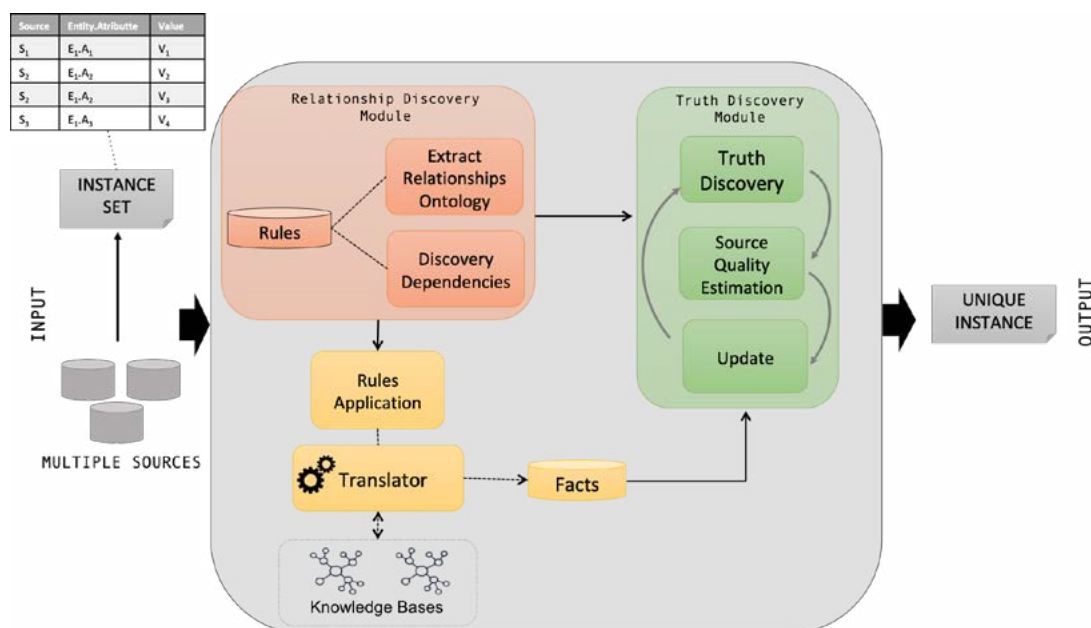 Source Entity.Atributte Value
S1 E1.A1 V1
S2 E1.A2 V2
S2 E1.A2 V3
S3 E1.A3 V4
INSTANCE
SET
INPUT
MULTIPLE SOURCES
Relationship Discovery
Module
Rules
Extract
Relationships
Ontology
Discovery
Dependencies
Rules
Application
Translator
Facts
Knowledge Bases
Truth Discovery
Module
Truth
Discovery
Source
Quality
Estimation
Update
UNIQUE
INSTANCE
OUTPUT